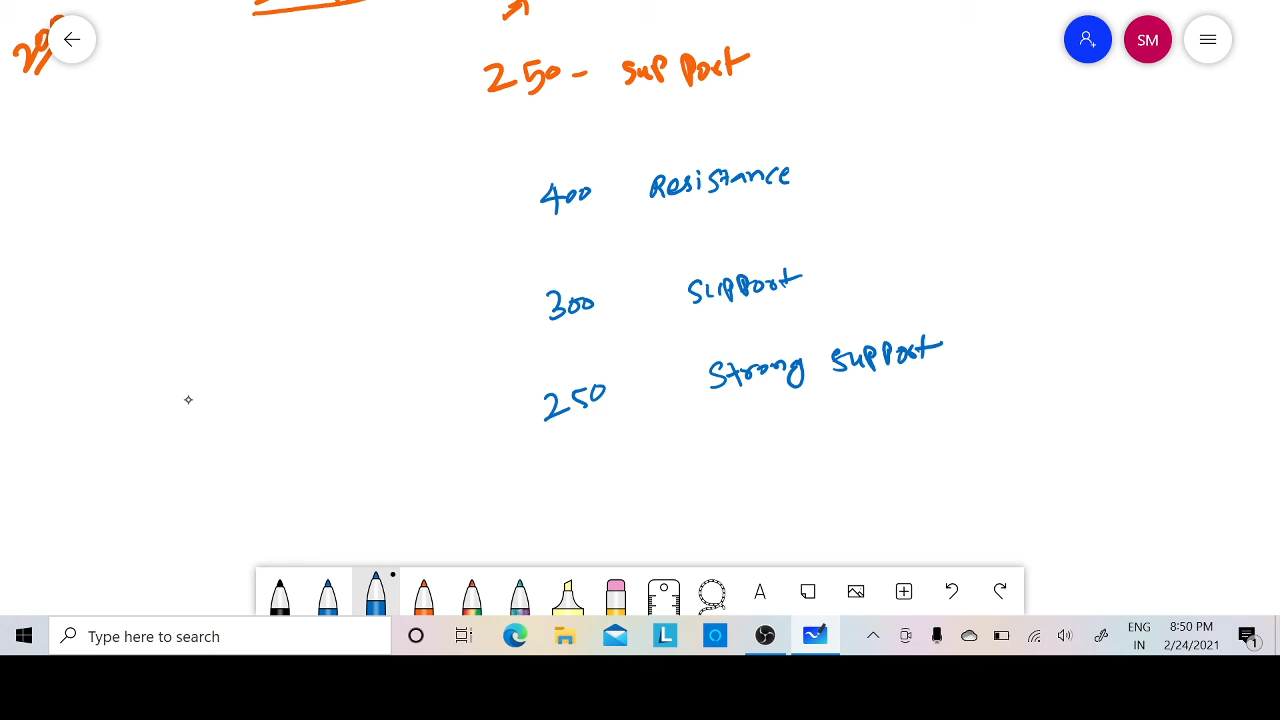 SM
250 - support
400 Resistance
300 support
250 Strong support
A
Type here to search
L
ENG
IN
8:50 PM
2/24/2021
1